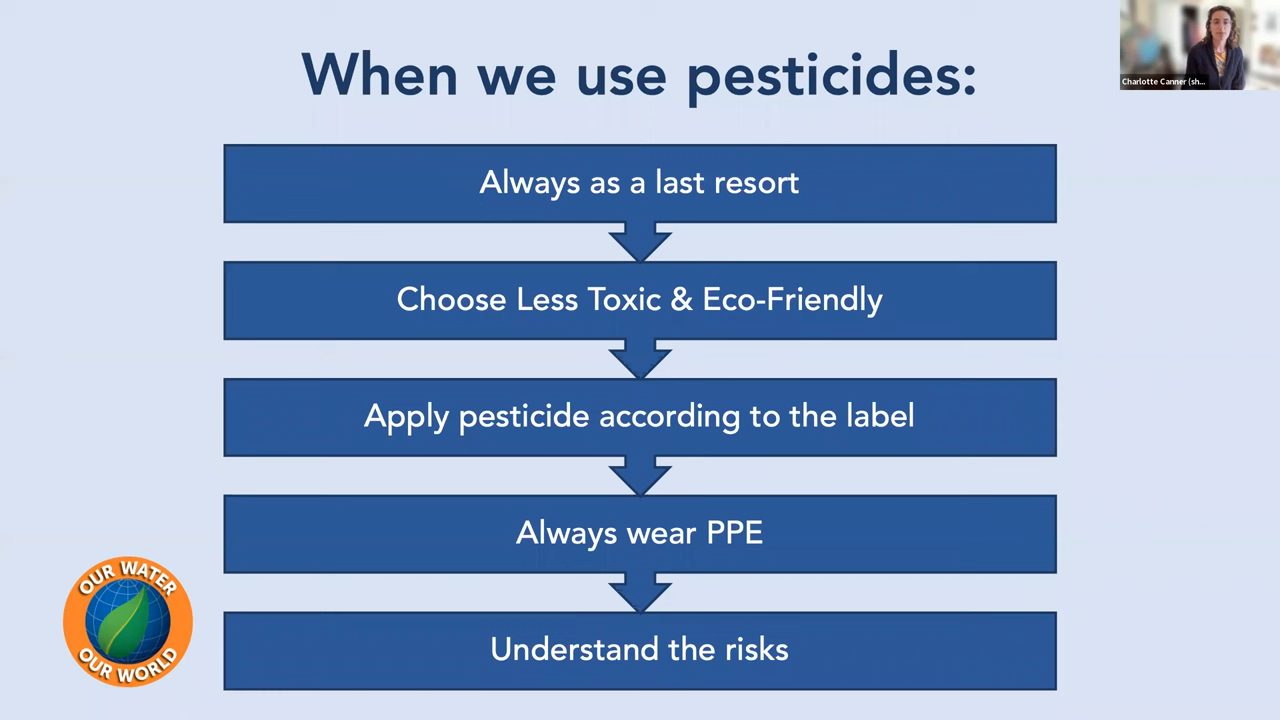 When we use pesticides:
Charlotte Canner (sh...
Always as a last resort
Choose Less Toxic & Eco-Friendly
Apply pesticide according to the label
Always wear PPE
Understand the risks
OUR WATER
OUR WORLD